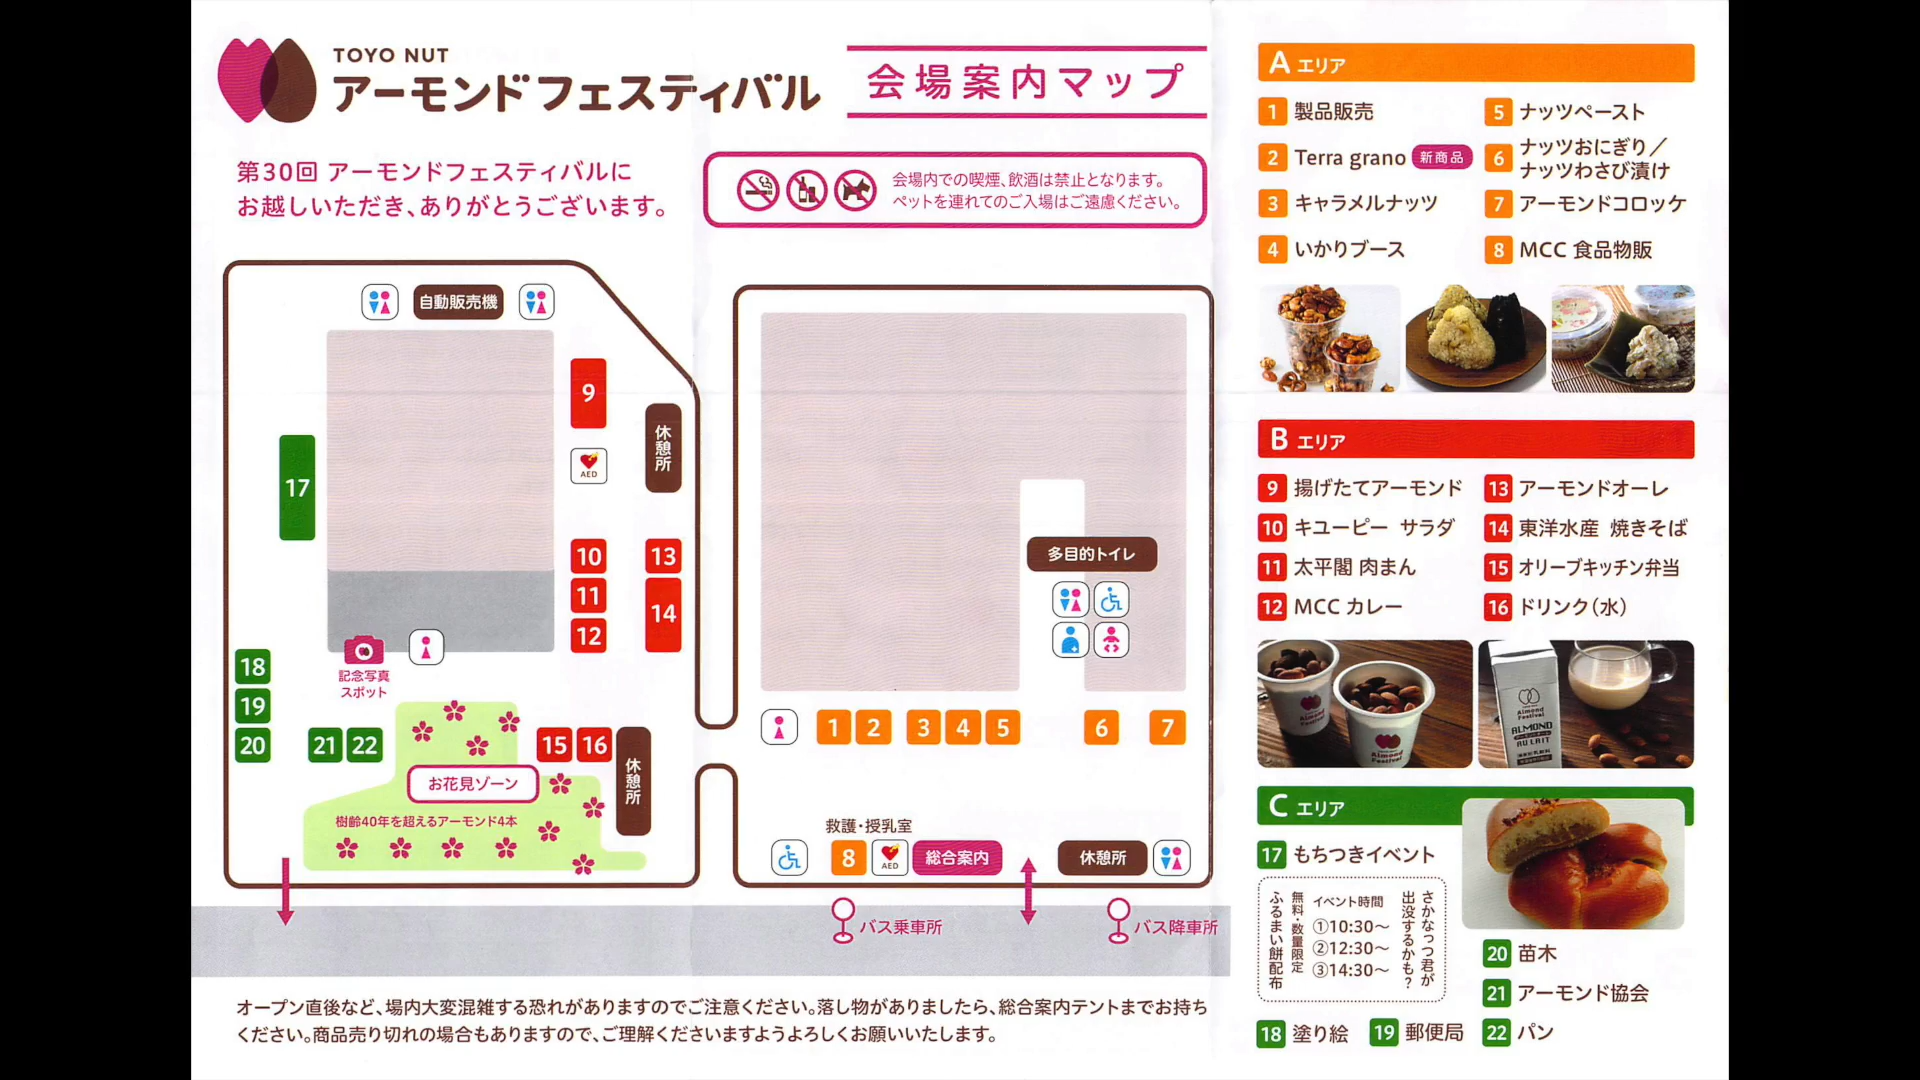 TOYO NUT
アーモンドフェスティバル
会場案内マップ
第30回 アーモンドフェスティバルに
お越しいただき、ありがとうございます。
会場内での喫煙、飲酒は禁止となります。
ペットを連れてのご入場はご遠慮ください。
自動販売機
9
休憩所
AED
17
10
11
12
13
14
記念写真
スポット
18
19
20
21
22
15
16
休憩所
お花見ゾーン
樹齢40年を超えるアーモンド4本
多目的トイレ
1
2
3
4
5
6
7
救護・授乳室
8
AED
総合案内
休憩所
バス乗車所
バス降車所
オープン直後など、場内大変混雑する恐れがありますのでご注意ください。落し物がありましたら、総合案内テントまでお持ち
ください。商品売り切れの場合もありますので、ご理解くださいますようよろしくお願いいたします。
A エリア
1 製品販売
2 Terra grano 新商品
3 キャラメルナッツ
4 いかりブース
5 ナッツペースト
6 ナッツおにぎり／
ナッツわさび漬け
7 アーモンドコロッケ
8 MCC 食品物販
B エリア
9 揚げたてアーモンド
10 キユーピー サラダ
11 太平閣 肉まん
12 MCC カレー
13 アーモンドオーレ
14 東洋水産 焼きそば
15 オリーブキッチン弁当
16 ドリンク（水）
Almond
Festival
Almond
Festival
Almond
Festival
ALMOND
AU LAIT
C エリア
17 もちつきイベント
さかなっつ君が
出没するかも？
イベント時間
①10:30～
②12:30～
③14:30～
無料・数量限定
ふるまい餅配布
18 塗り絵
19 郵便局
20 苗木
21 アーモンド協会
22 パン